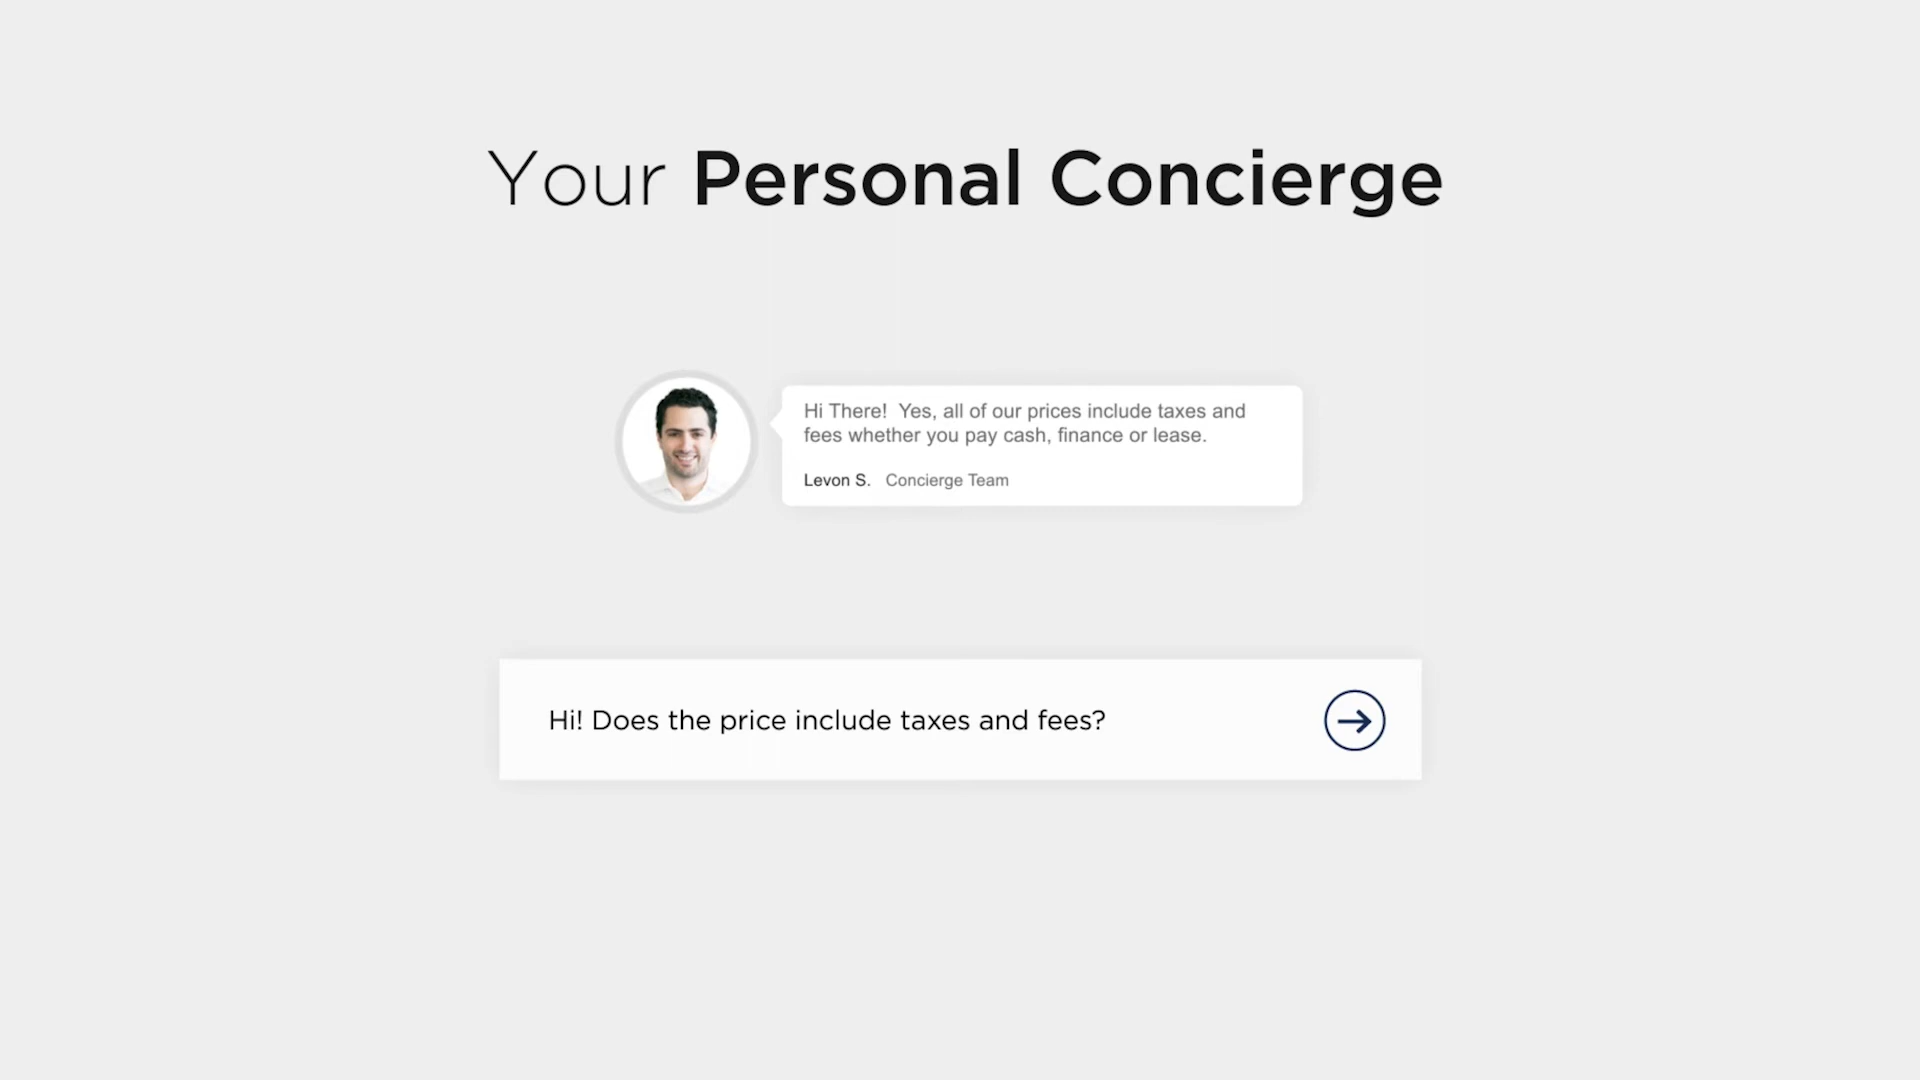 Your Personal Concierge
Hi There!  Yes, all of our prices include taxes and
fees whether you pay cash, finance or lease.
Levon S.   Concierge Team
Hi! Does the price include taxes and fees?